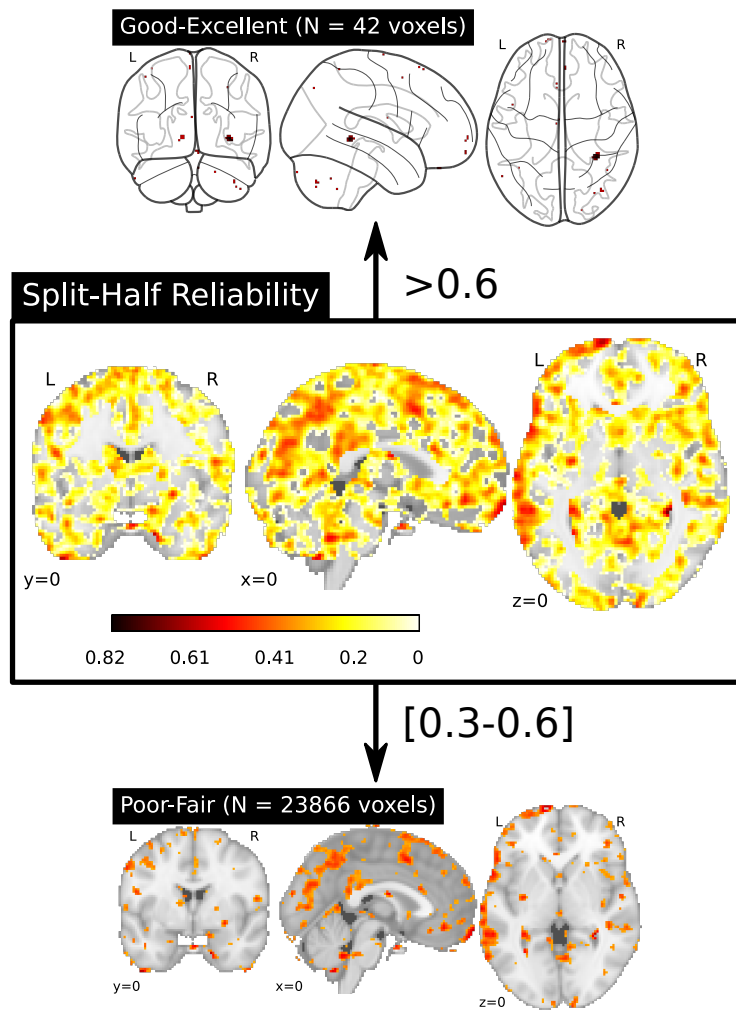 Good-Excellent (N = 42 voxels)
L R L R
>0.6
Split-Half Reliability
L R L R
y=0 x=0 z=0
0.82 0.61 0.41 0.2 0
[0.3-0.6]
Poor-Fair (N = 23866 voxels)
L R L R
y=0 x=0 z=0